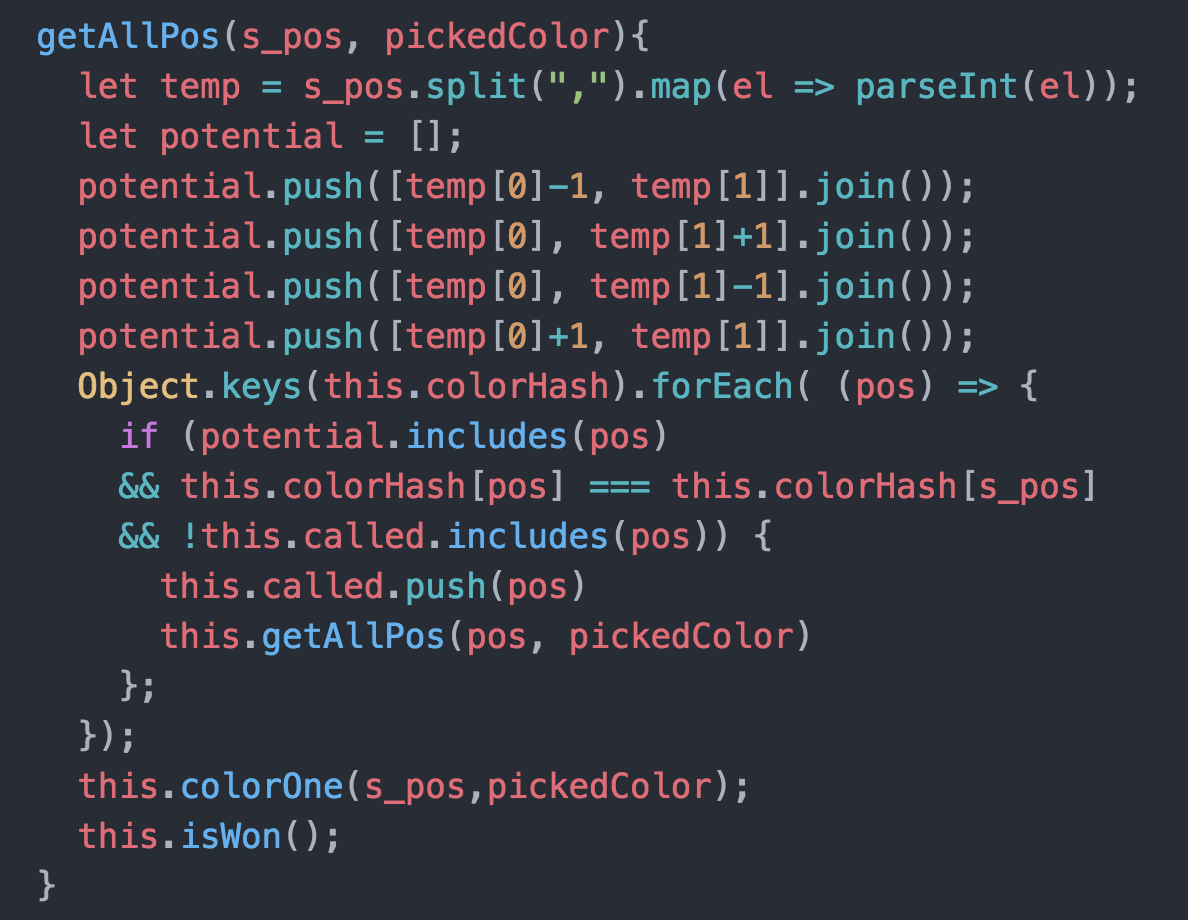 getAllPos(s_pos, pickedColor){
  let temp = s_pos.split(",").map(el => parseInt(el));
  let potential = [];
  potential.push([temp[0]-1, temp[1]].join());
  potential.push([temp[0], temp[1]+1].join());
  potential.push([temp[0], temp[1]-1].join());
  potential.push([temp[0]+1, temp[1]].join());
  Object.keys(this.colorHash).forEach( (pos) => {
    if (potential.includes(pos)
    && this.colorHash[pos] === this.colorHash[s_pos]
    && !this.called.includes(pos)) {
      this.called.push(pos)
      this.getAllPos(pos, pickedColor)
    };
  });
  this.colorOne(s_pos,pickedColor);
  this.isWon();
}